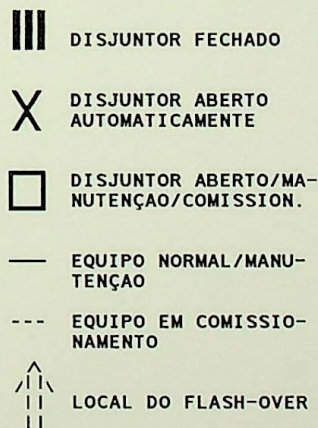 DISJUNTOR FECHADO
DISJUNTOR ABERTO
AUTOMATICAMENTE
DISJUNTOR ABERTO/MA-
NUTENÇAO/COMISSION.
EQUIPO NORMAL/MANU-
TENÇAO
EQUIPO EM COMISSIO-
NAMENTO
LOCAL DO FLASH-OVER